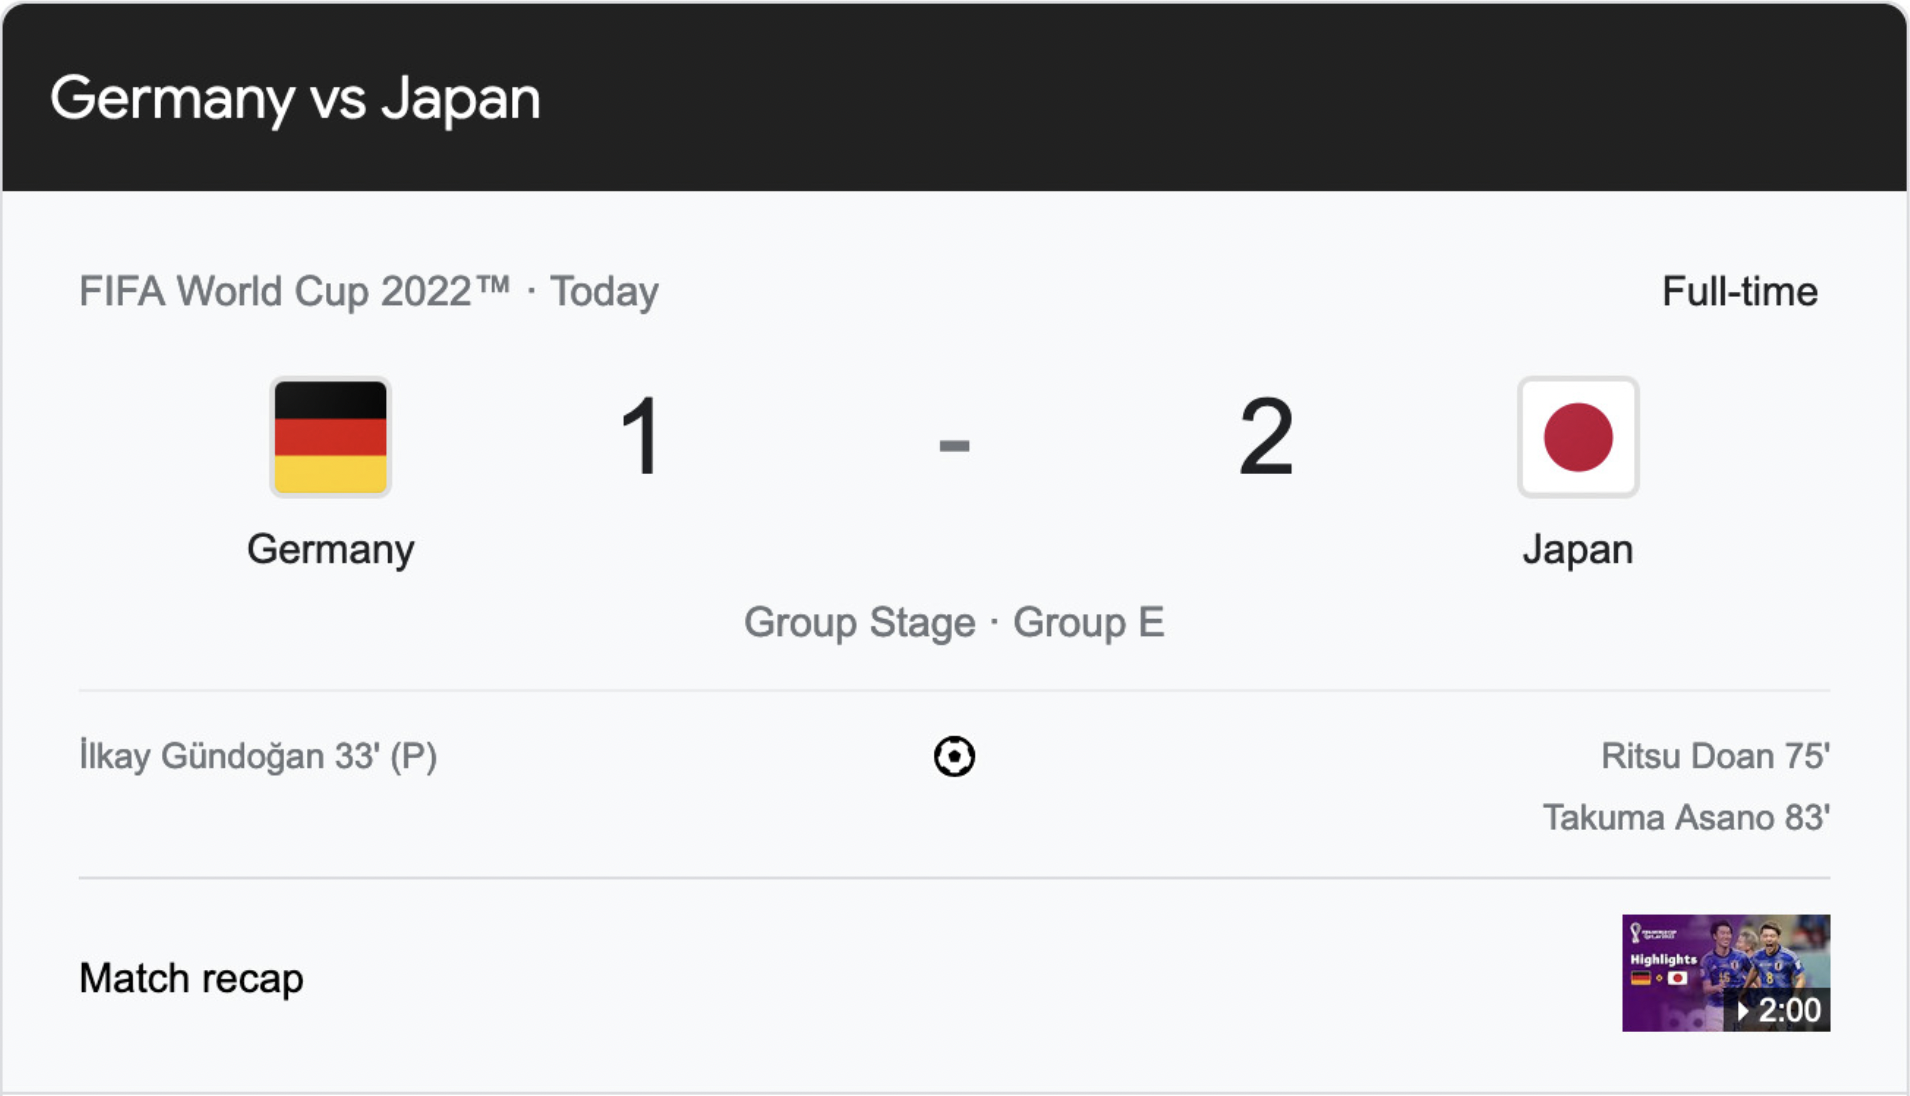 Germany vs Japan
FIFA World Cup 2022™ · Today
Full-time
1 - 2
Germany
Japan
Group Stage · Group E
İlkay Gündoğan 33' (P)
Ritsu Doan 75'
Takuma Asano 83'
Match recap
Highlights
2:00